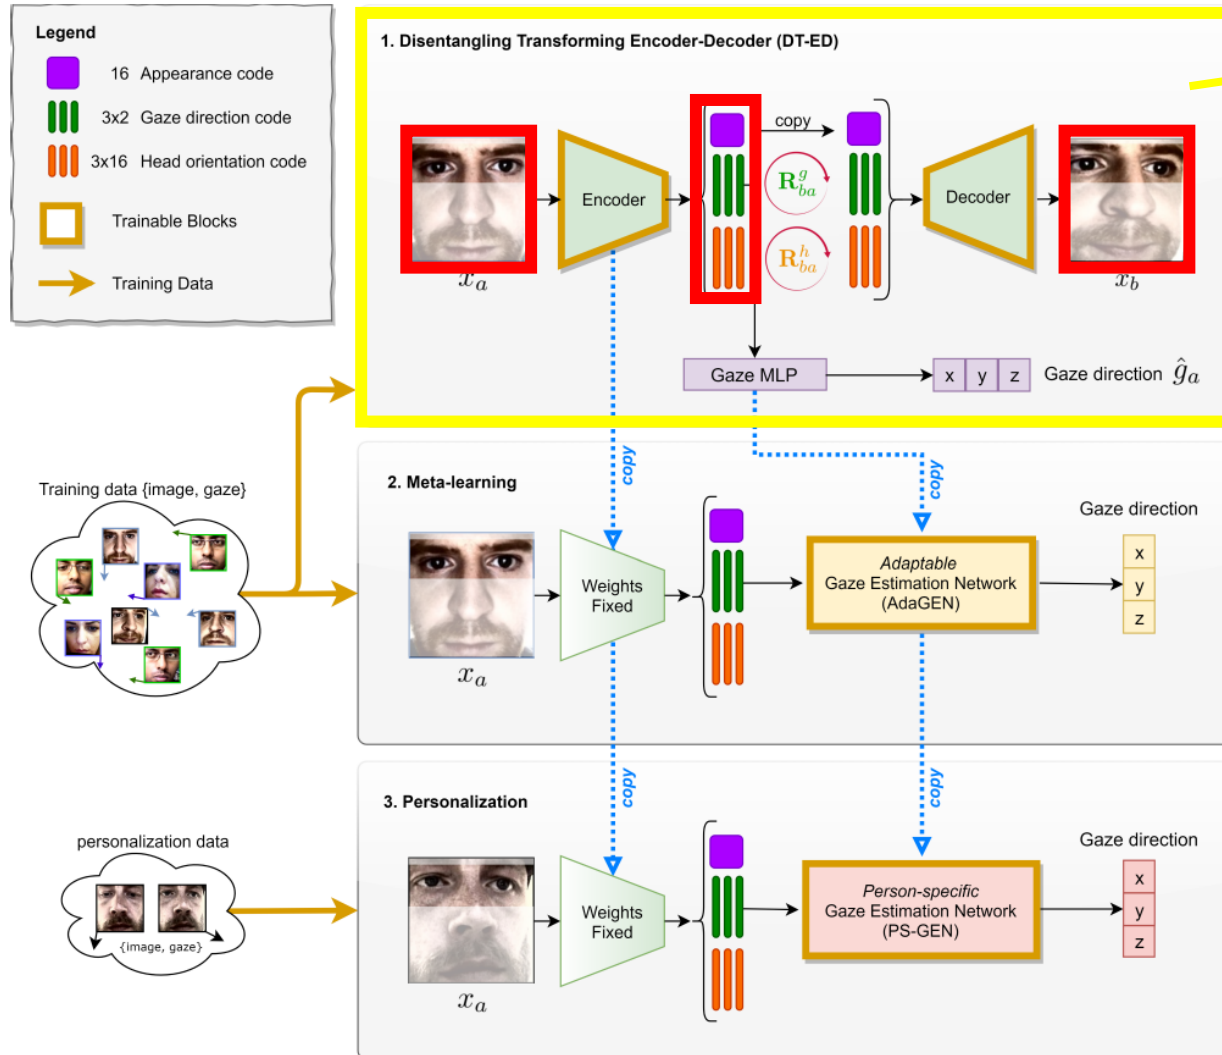 Legend
16 Appearance code
3x2 Gaze direction code
3x16 Head orientation code
Trainable Blocks
Training Data
1. Disentangling Transforming Encoder-Decoder (DT-ED)
x_a
Encoder
copy
R^g_ba
R^h_ba
Decoder
x_b
Gaze MLP
x y z
Gaze direction ĝ_a
copy
copy
Training data {image, gaze}
2. Meta-learning
x_a
Weights
Fixed
Adaptable
Gaze Estimation Network
(AdaGEN)
Gaze direction
x
y
z
copy
copy
personalization data
{image, gaze}
3. Personalization
x_a
Weights
Fixed
Person-specific
Gaze Estimation Network
(PS-GEN)
Gaze direction
x
y
z